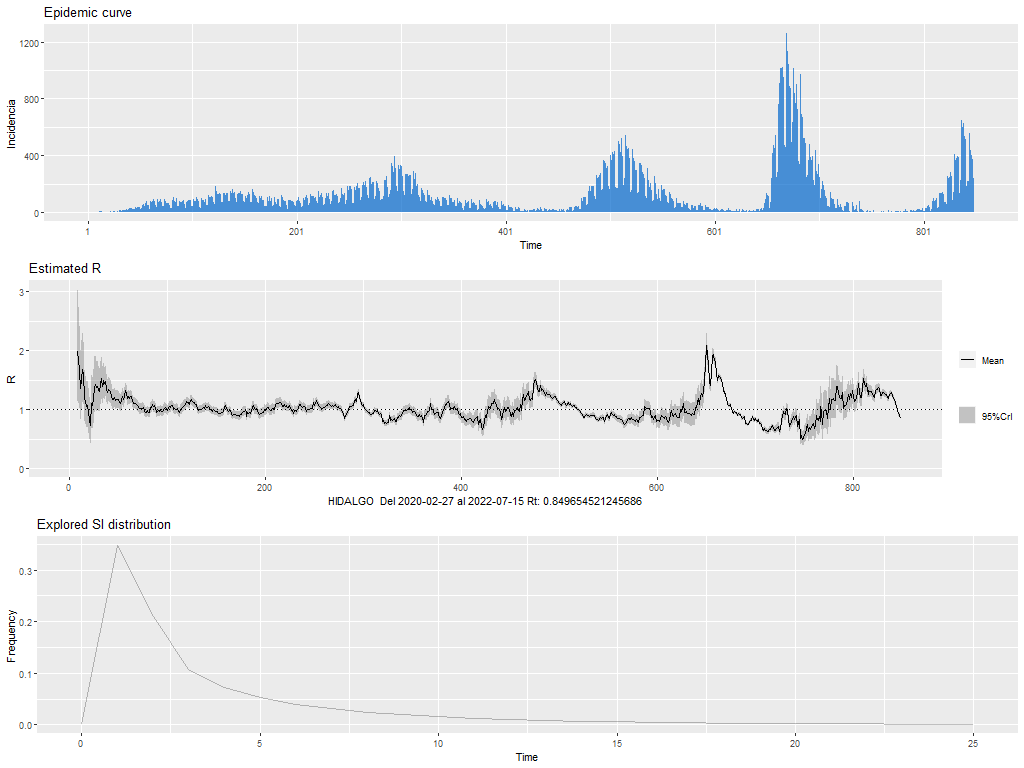 Epidemic curve
1200
800
400
0
Incidencia
1
201
401
601
801
Time
Estimated R
3
2
1
0
R
0
200
400
600
800
Mean
95%CrI
HIDALGO Del 2020-02-27 al 2022-07-15 Rt: 0.849654521245686
Explored SI distribution
0.3
0.2
0.1
0.0
Frequency
0
5
10
15
20
25
Time